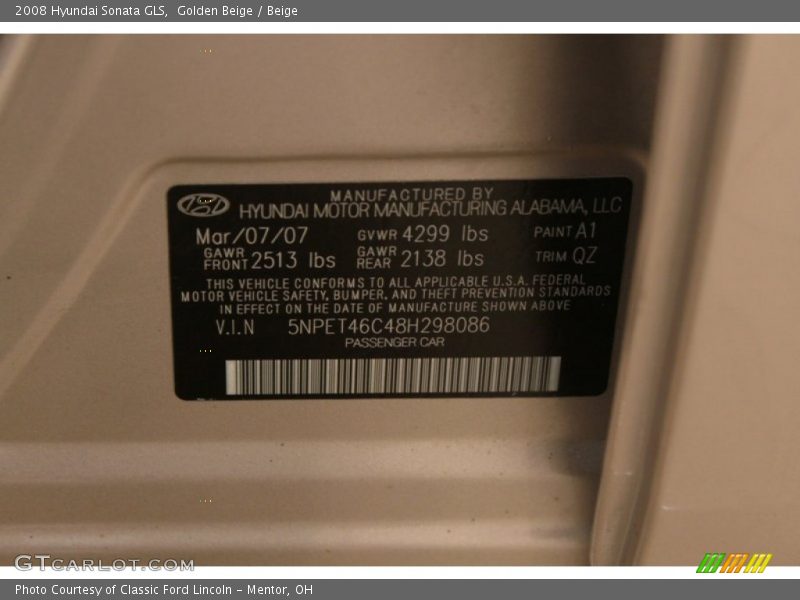 2008 Hyundai Sonata GLS, Golden Beige / Beige
MANUFACTURED BY
HYUNDAI MOTOR MANUFACTURING ALABAMA, LLC
Mar/07/07 GVWR 4299 lbs PAINT A1
GAWR FRONT 2513 lbs GAWR REAR 2138 lbs TRIM QZ
THIS VEHICLE CONFORMS TO ALL APPLICABLE U.S.A. FEDERAL
MOTOR VEHICLE SAFETY, BUMPER, AND THEFT PREVENTION STANDARDS
IN EFFECT ON THE DATE OF MANUFACTURE SHOWN ABOVE
V.I.N 5NPET46C48H298086
PASSENGER CAR
GTCARLOT.COM
Photo Courtesy of Classic Ford Lincoln - Mentor, OH